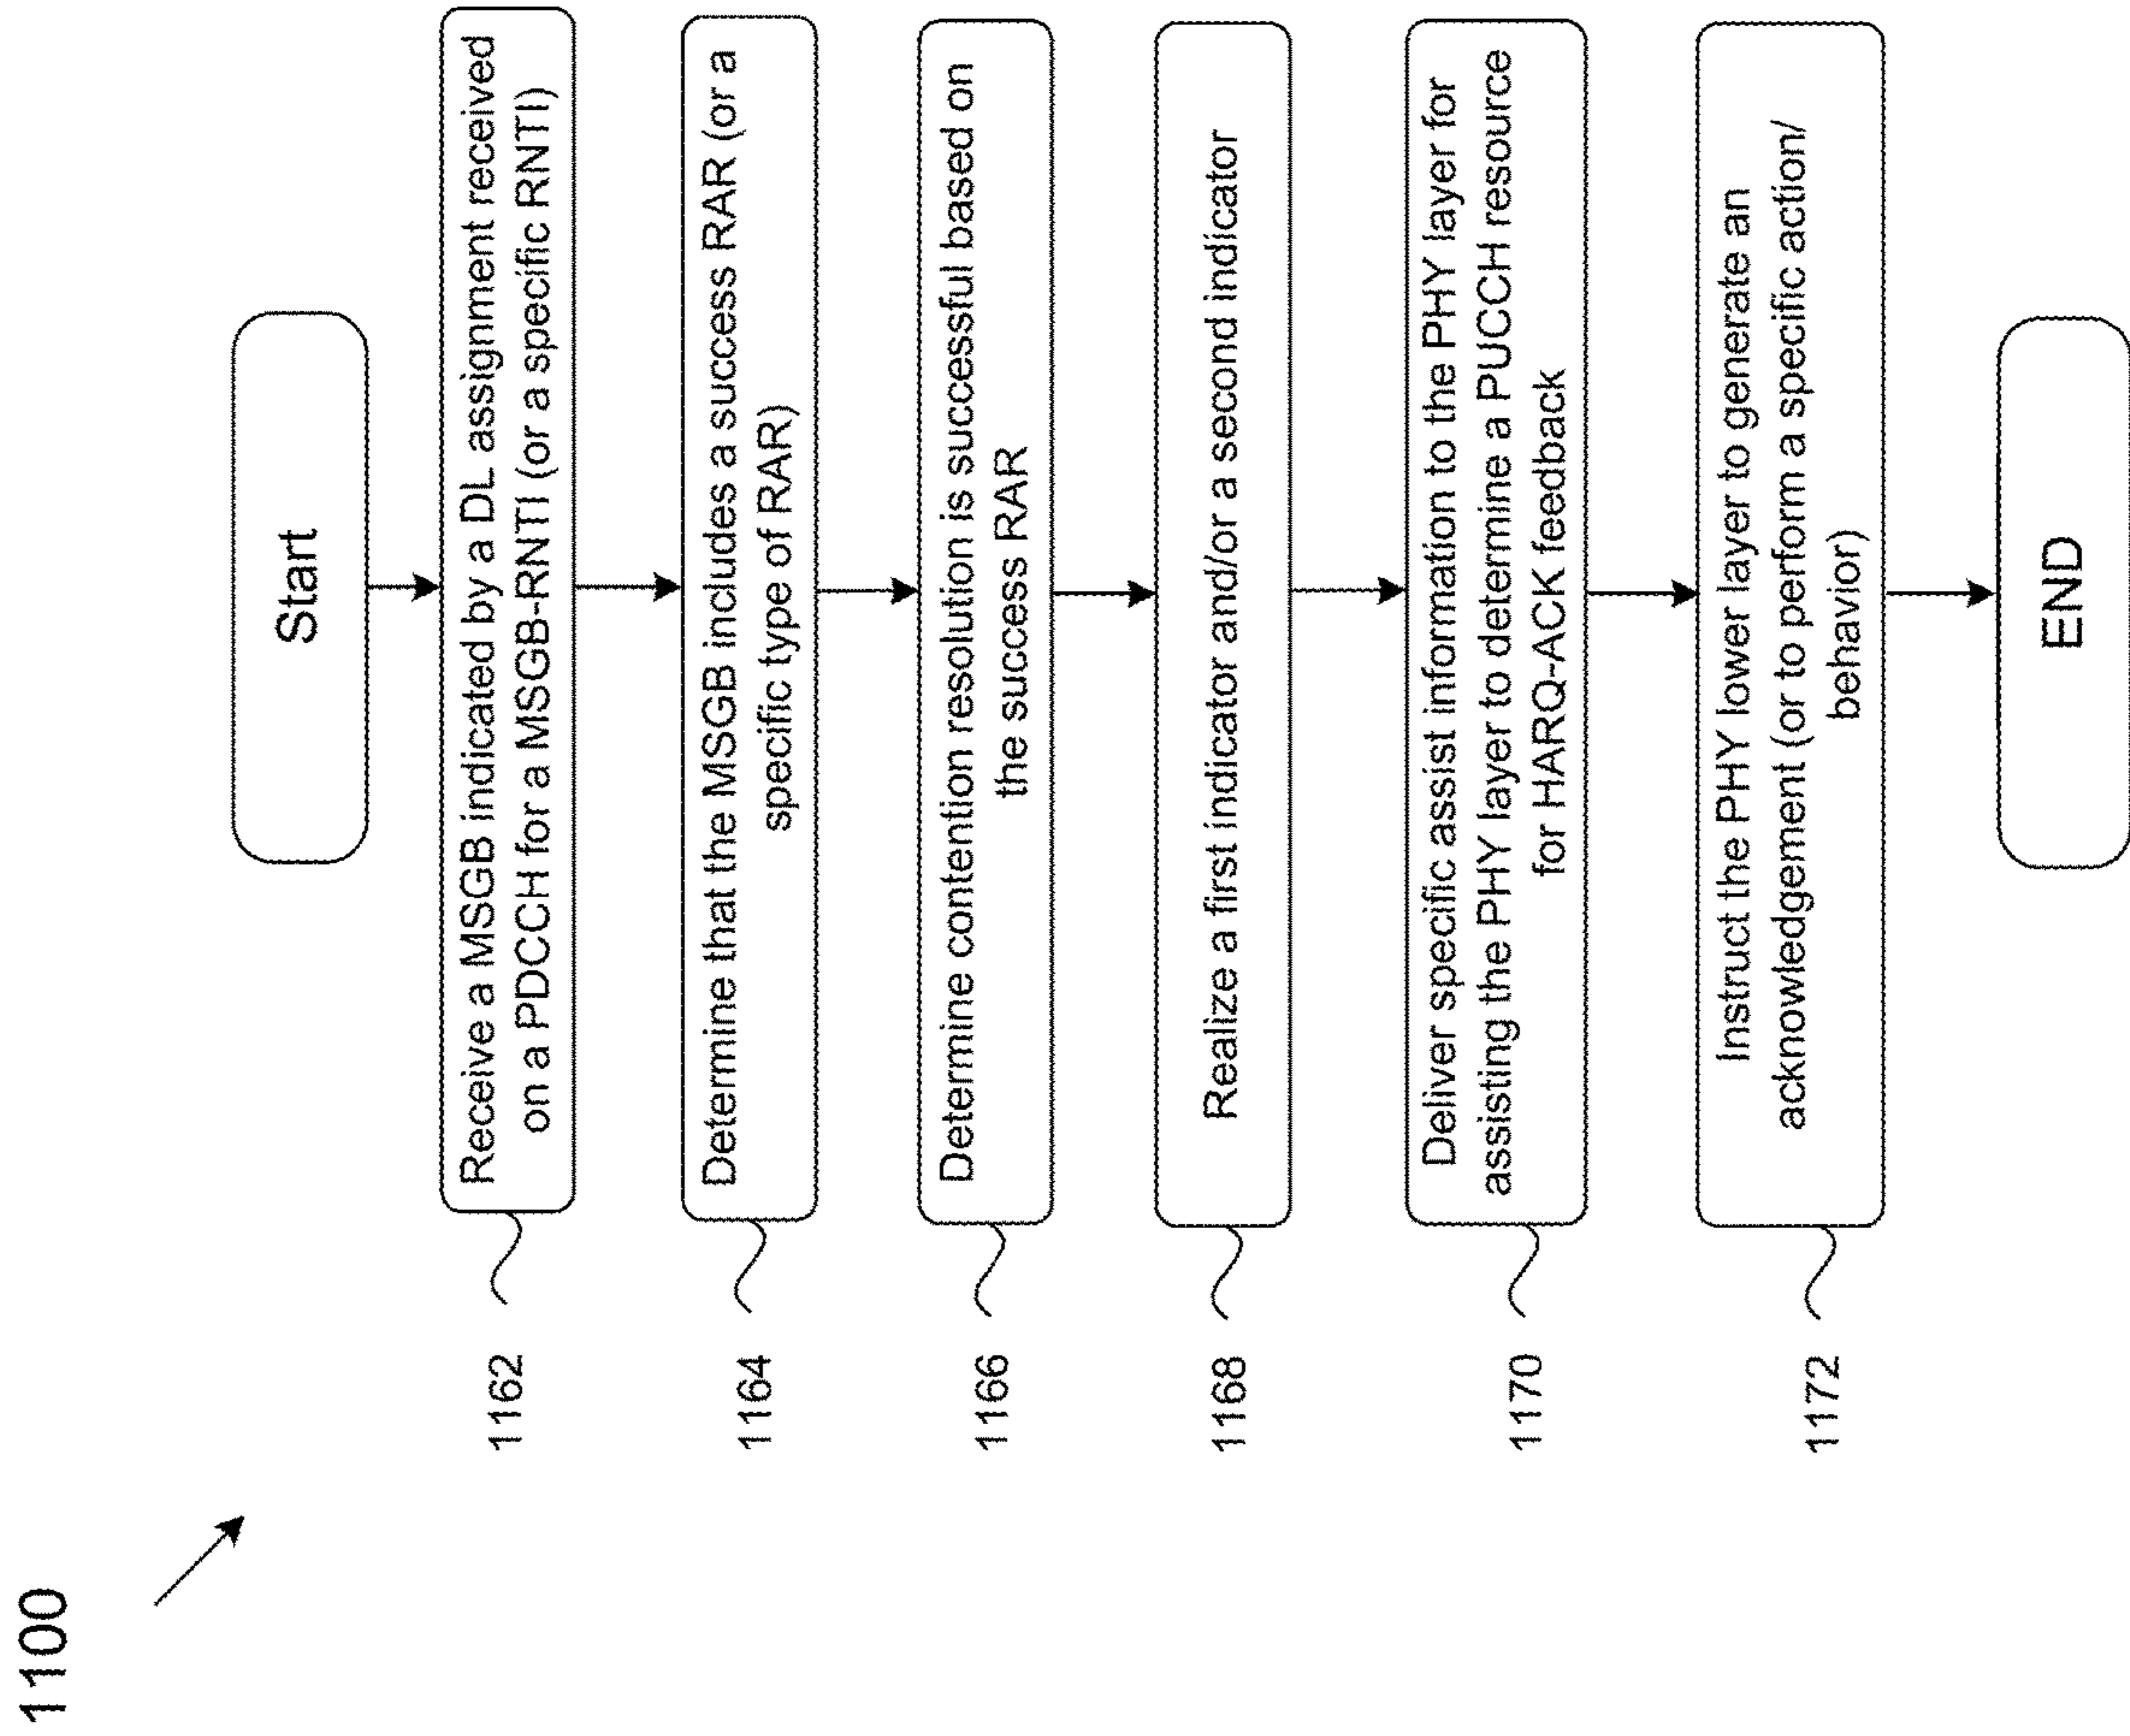 1100
Start
1162
Receive a MSGB indicated by a DL assignment received
on a PDCCH for a MSGB-RNTI (or a specific RNTI)
1164
Determine that the MSGB includes a success RAR (or a
specific type of RAR)
1166
Determine contention resolution is successful based on
the success RAR
1168
Realize a first indicator and/or a second indicator
1170
Deliver specific assist information to the PHY layer for
assisting the PHY layer to determine a PUCCH resource
for HARQ-ACK feedback
1172
Instruct the PHY lower layer to generate an
acknowledgement (or to perform a specific action/
behavior)
END